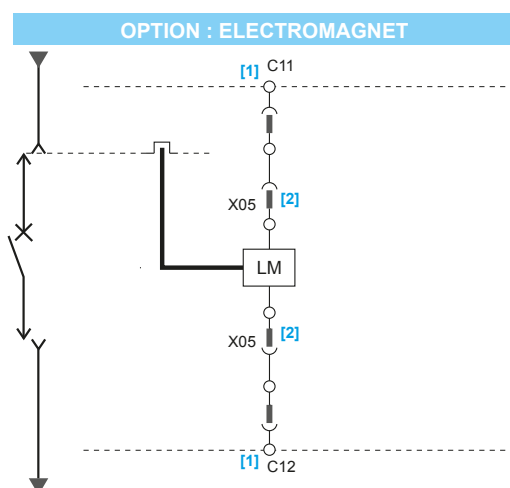 OPTION : ELECTROMAGNET
[1] C11
X05 [2]
LM
X05 [2]
[1] C12